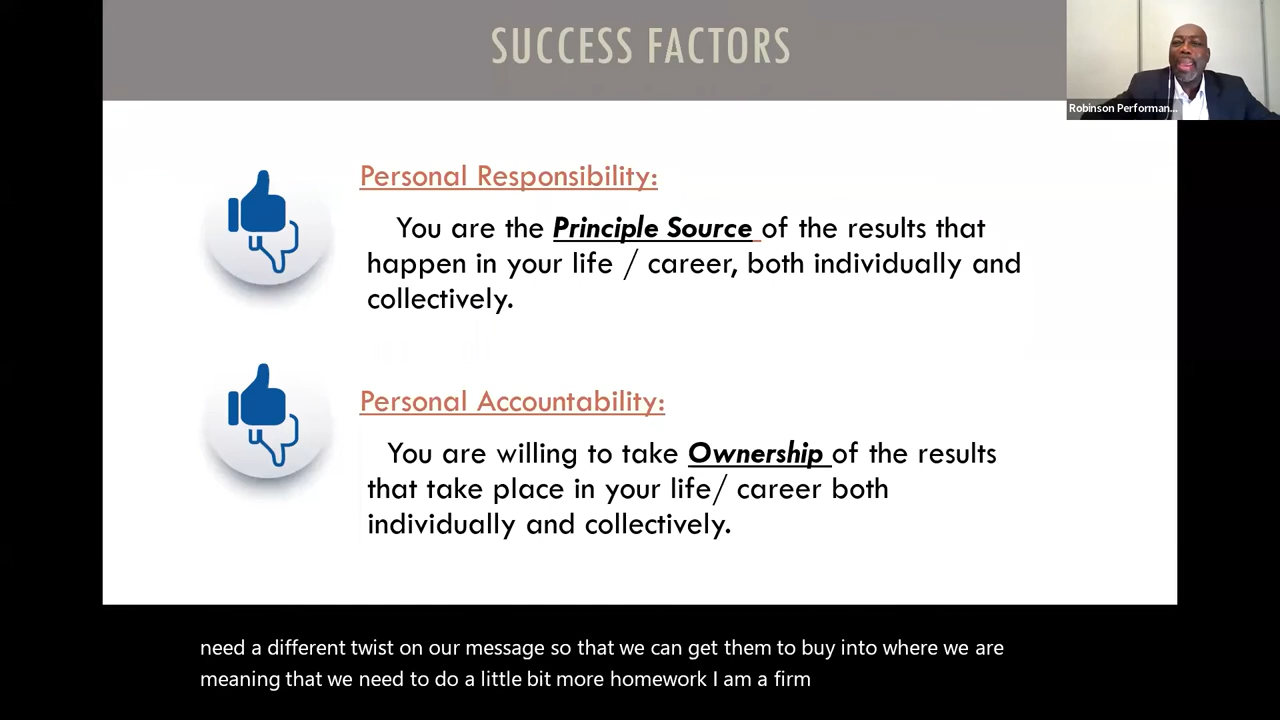 SUCCESS FACTORS
Robinson Performan...
Personal Responsibility:
You are the Principle Source of the results that
happen in your life / career, both individually and
collectively.
Personal Accountability:
You are willing to take Ownership of the results
that take place in your life/ career both
individually and collectively.
need a different twist on our message so that we can get them to buy into where we are
meaning that we need to do a little bit more homework I am a firm